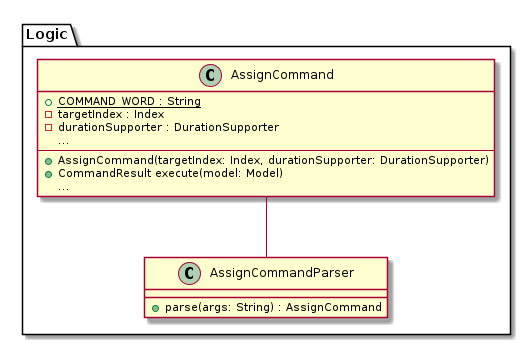 Logic
C AssignCommand
COMMAND_WORD : String
targetIndex : Index
durationSupporter : DurationSupporter
...
AssignCommand(targetIndex: Index, durationSupporter: DurationSupporter)
CommandResult execute(model: Model)
...
C AssignCommandParser
parse(args: String) : AssignCommand